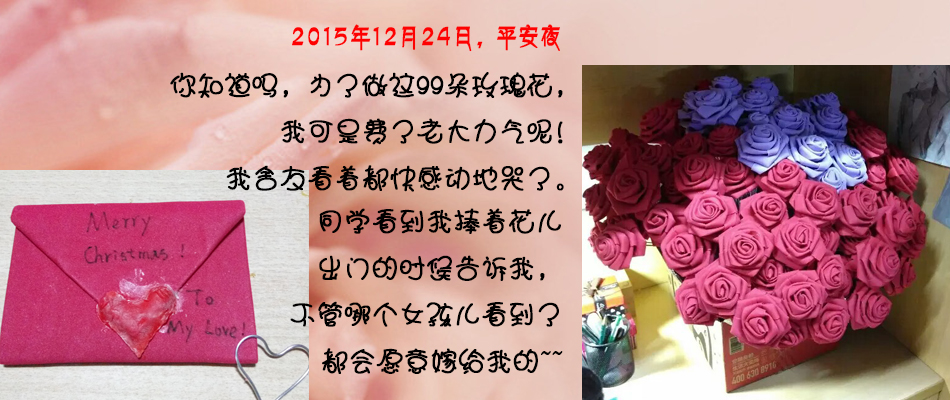 2015年12月24日，平安夜
你知道吗，为了做这99朵玫瑰花，
我可是费了老大力气呢！
我舍友看着都快感动地哭了。
同学看到我捧着花儿
出门的时候告诉我，
不管哪个女孩儿看到了
都会愿意嫁给我的~~
Merry
Christmas !
To
My Love!
400 630 8910